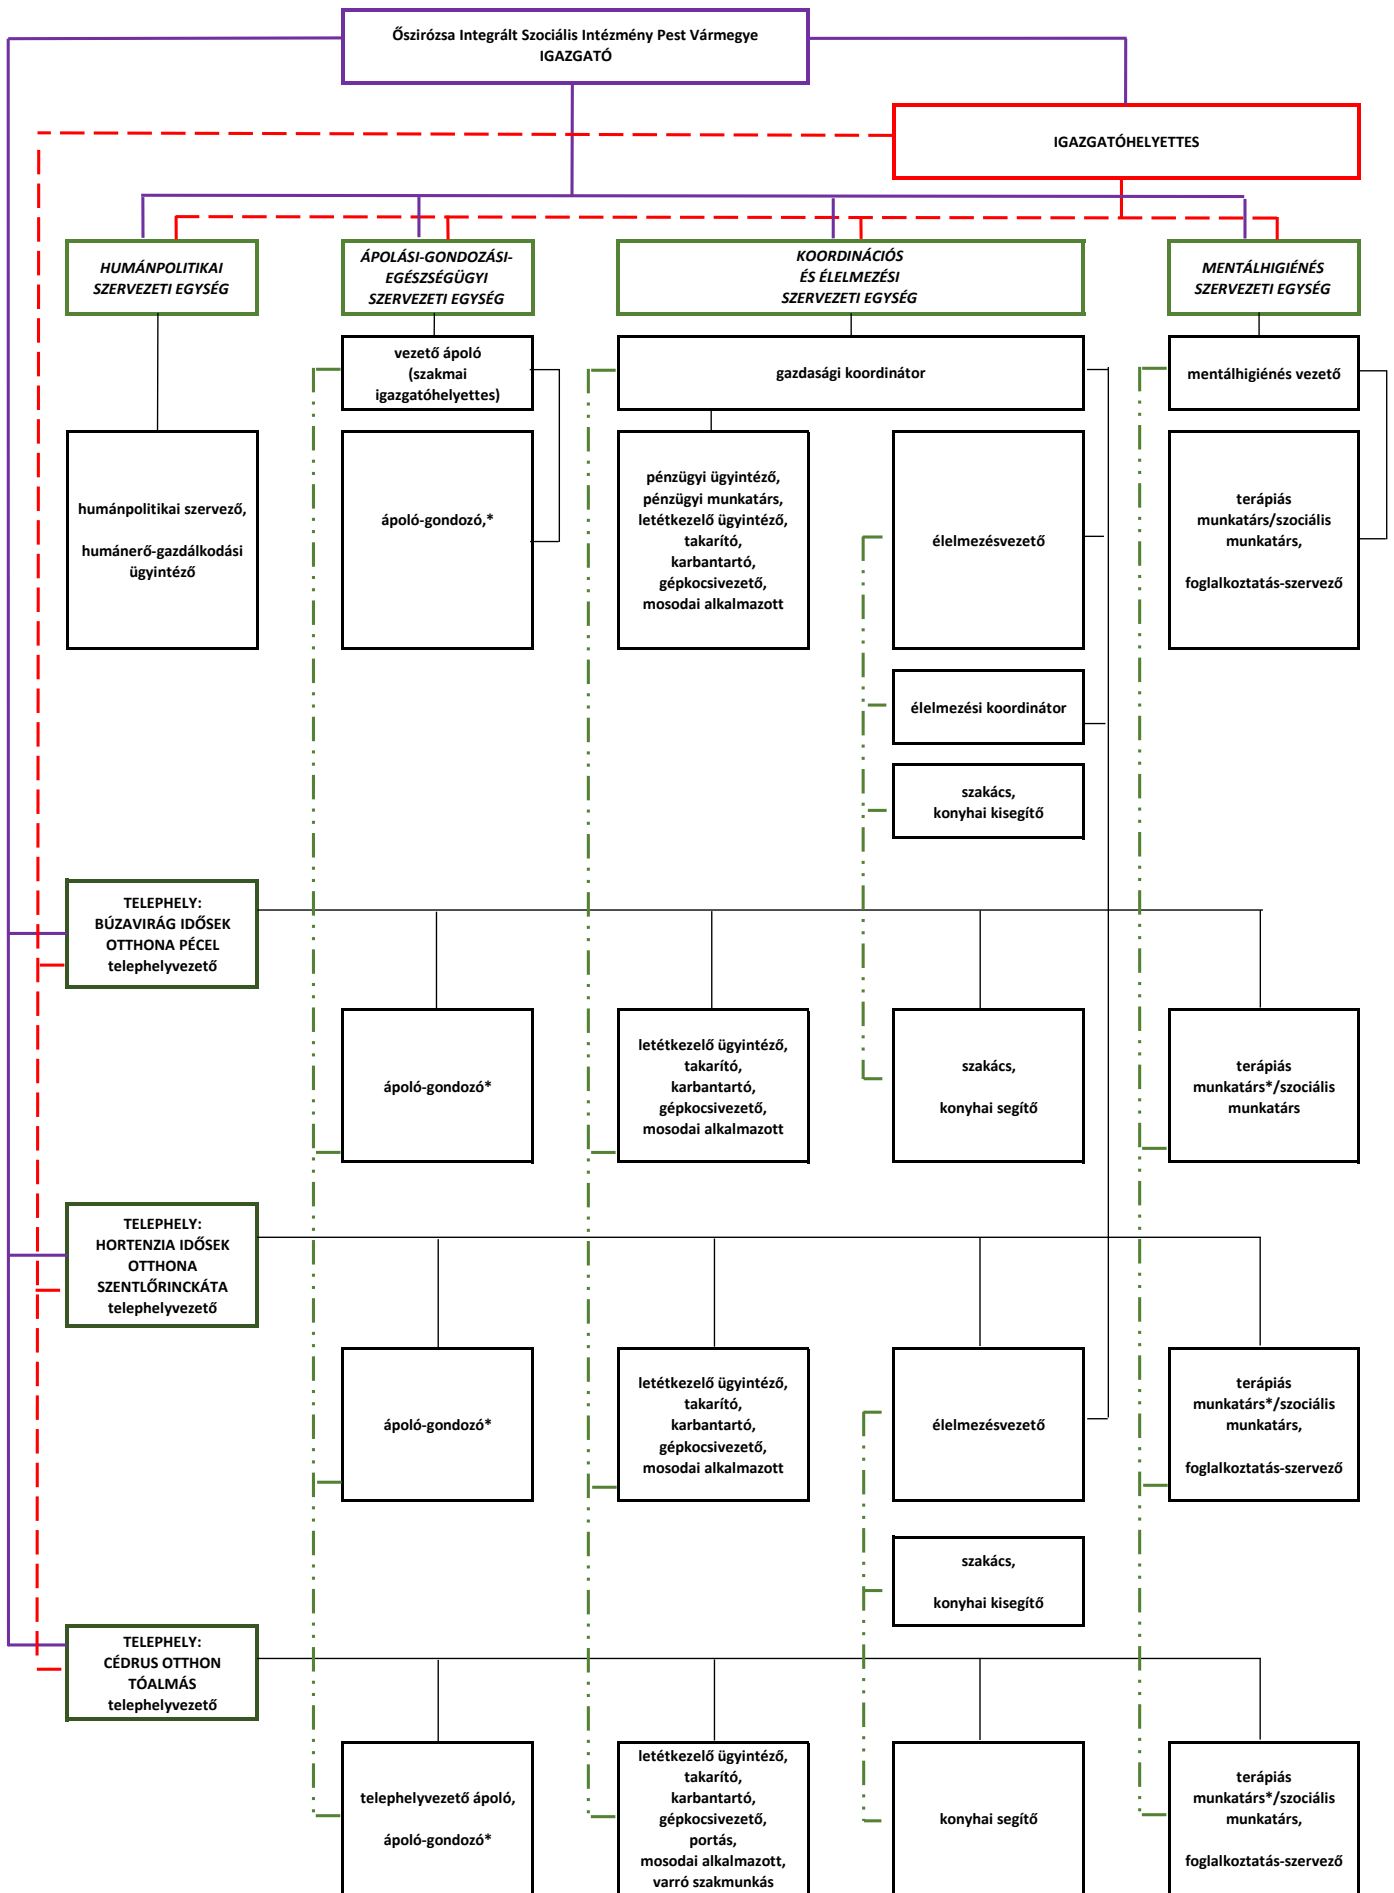 Őszirózsa Integrált Szociális Intézmény Pest Vármegye
IGAZGATÓ
IGAZGATÓHELYETTES
HUMÁNPOLITIKAI
SZERVEZETI EGYSÉG
ÁPOLÁSI-GONDOZÁSI-
EGÉSZSÉGÜGYI
SZERVEZETI EGYSÉG
KOORDINÁCIÓS
ÉS ÉLELMEZÉSI
SZERVEZETI EGYSÉG
MENTÁLHIGIÉNÉS
SZERVEZETI EGYSÉG
vezető ápoló
(szakmai
igazgatóhelyettes)
gazdasági koordinátor
mentálhigiénés vezető
humánpolitikai szervező,
humánerő-gazdálkodási
ügyintéző
ápoló-gondozó,*
pénzügyi ügyintéző,
pénzügyi munkatárs,
letétkezelő ügyintéző,
takarító,
karbantartó,
gépkocsivezető,
mosodai alkalmazott
élelmezésvezető
terápiás
munkatárs/szociális
munkatárs,
foglalkoztatás-szervező
élelmezési koordinátor
szakács,
konyhai kisegítő
TELEPHELY:
BÚZAVIRÁG IDŐSEK
OTTHONA PÉCEL
telephelyvezető
ápoló-gondozó*
letétkezelő ügyintéző,
takarító,
karbantartó,
gépkocsivezető,
mosodai alkalmazott
szakács,
konyhai segítő
terápiás
munkatárs*/szociális
munkatárs
TELEPHELY:
HORTENZIA IDŐSEK
OTTHONA
SZENTLŐRINCKÁTA
telephelyvezető
ápoló-gondozó*
letétkezelő ügyintéző,
takarító,
karbantartó,
gépkocsivezető,
mosodai alkalmazott
élelmezésvezető
terápiás
munkatárs*/szociális
munkatárs,
foglalkoztatás-szervező
szakács,
konyhai kisegítő
TELEPHELY:
CÉDRUS OTTHON
TÓALMÁS
telephelyvezető
telephelyvezető ápoló,
ápoló-gondozó*
letétkezelő ügyintéző,
takarító,
karbantartó,
gépkocsivezető,
portás,
mosodai alkalmazott,
varró szakmunkás
konyhai segítő
terápiás
munkatárs*/szociális
munkatárs,
foglalkoztatás-szervező